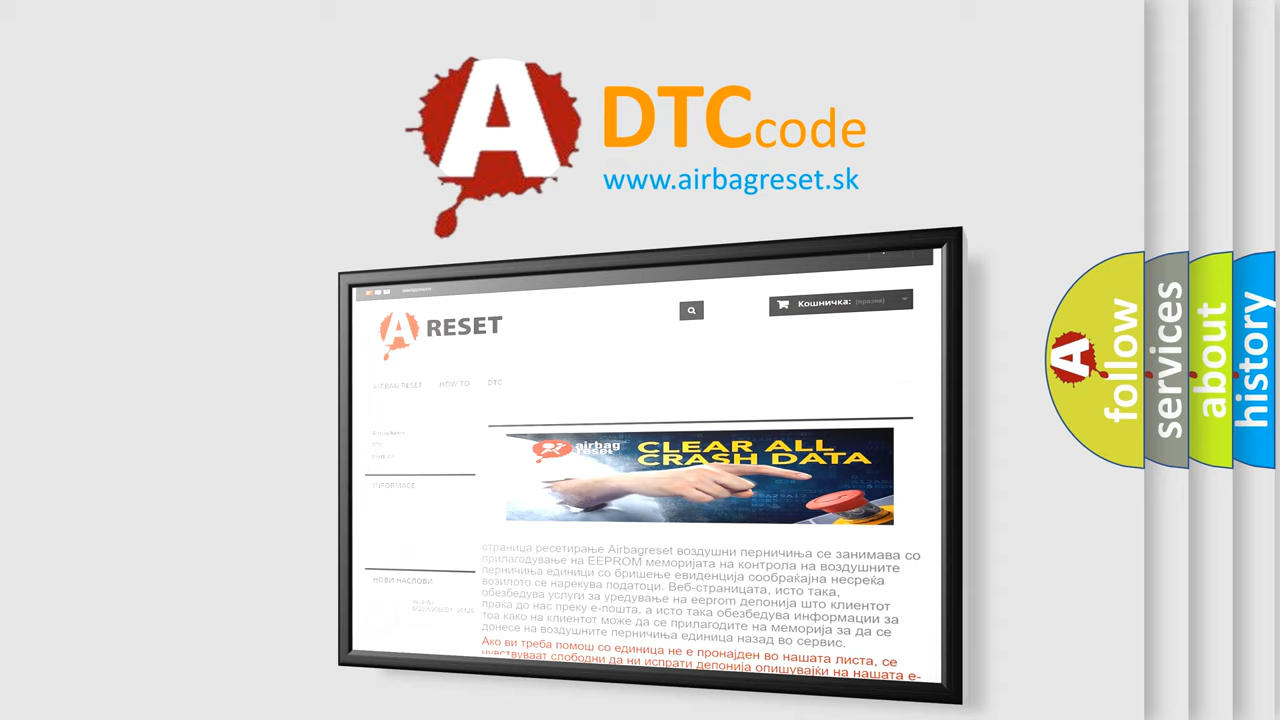 A
DTC code
www.airbagreset.sk
Кошничка: (празни)
A RESET
AIRBAG RESET HOW TO DTC
airbag
reset
CLEAR ALL
CRASH DATA
INFORMACE
страница ресетирање Airbagreset воздушни перничиња се занимава со
прилагодување на EEPROM меморијата на контрола на воздушните
перничиња единици со бришење евиденција сообраќајна несреќа
возилото се нарекува податоци. Веб-страницата, исто така,
обезбедува услуги за уредување на eeprom депонија што клиентот
праќа до нас преку е-пошта, а исто така обезбедува информации за
тоа како на клиентот може да се прилагодите на меморија за да се
донесе на воздушните перничиња единица назад во сервис.
Ако ви треба помош со единица не е пронајден во нашата листа, се
чувствуваат слободни да ни испрати депонија опишувајќи на нашата е-
НОВИ НАСЛОВИ
A
follow
services
about
history